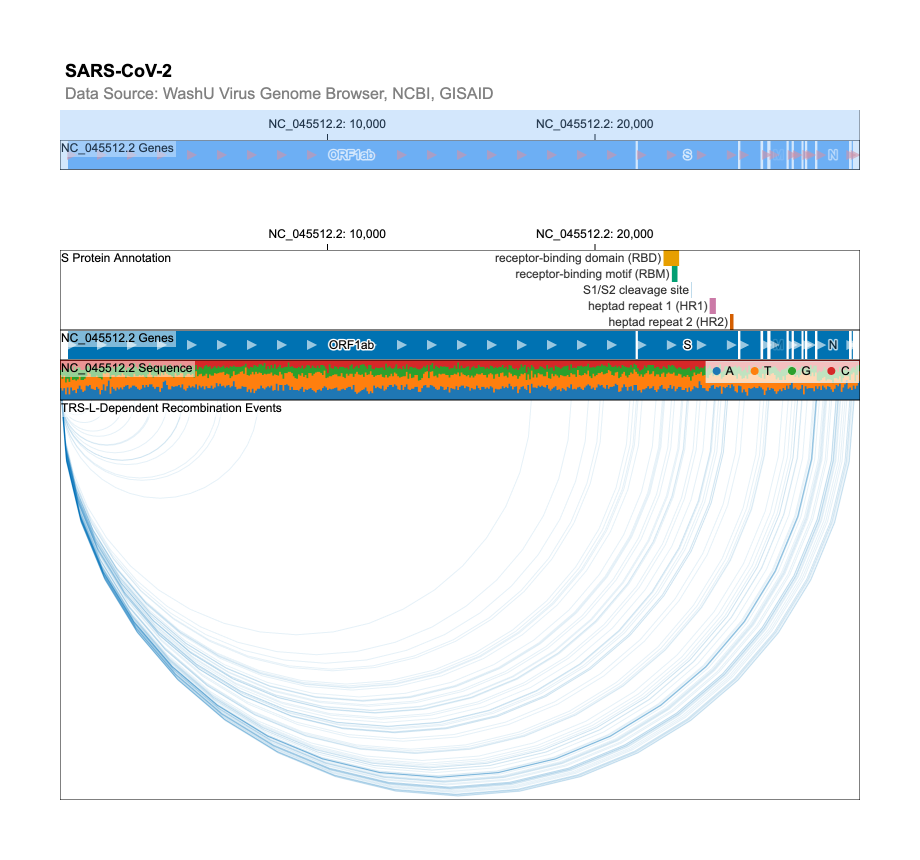 SARS-CoV-2
Data Source: WashU Virus Genome Browser, NCBI, GISAID
NC_045512.2: 10,000 NC_045512.2: 20,000
NC_045512.2 Genes
ORF1ab S N
NC_045512.2: 10,000 NC_045512.2: 20,000
S Protein Annotation
receptor-binding domain (RBD)
receptor-binding motif (RBM)
S1/S2 cleavage site
heptad repeat 1 (HR1)
heptad repeat 2 (HR2)
NC_045512.2 Genes
ORF1ab S N
NC_045512.2 Sequence
A T G C
TRS-L-Dependent Recombination Events